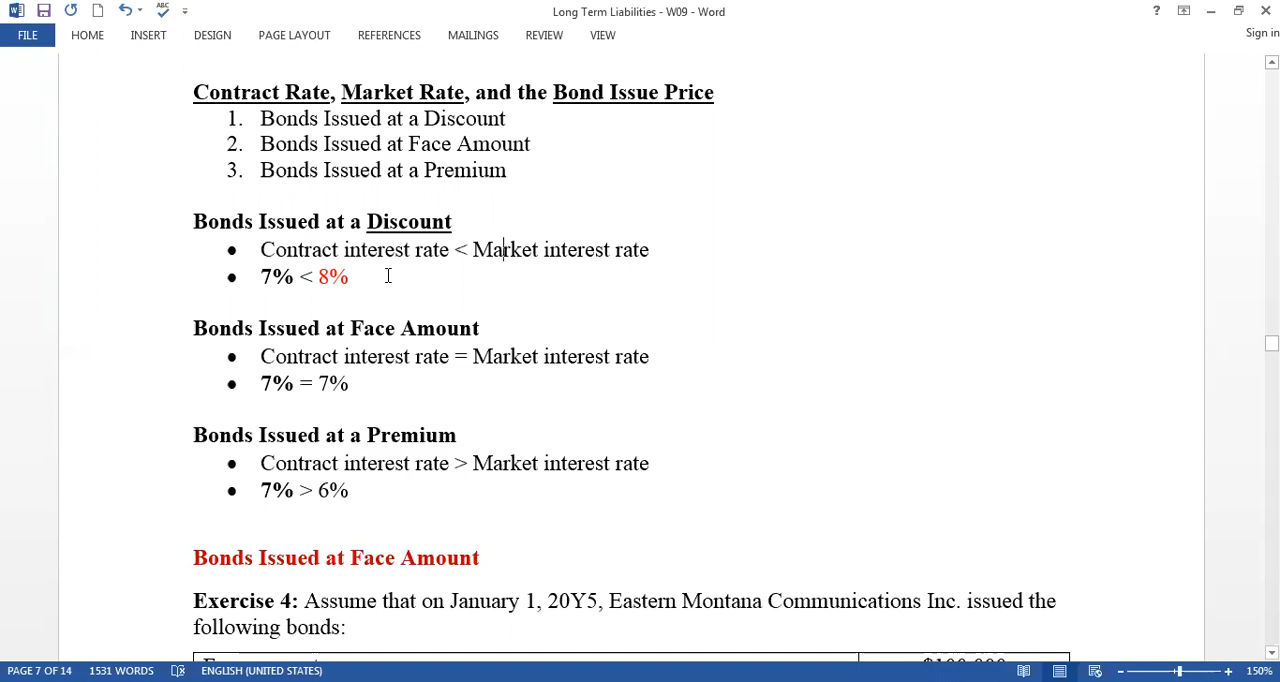 Long Term Liabilities - W09 - Word
?
Sign in
FILE HOME INSERT DESIGN PAGE LAYOUT REFERENCES MAILINGS REVIEW VIEW
Contract Rate, Market Rate, and the Bond Issue Price
1. Bonds Issued at a Discount
2. Bonds Issued at Face Amount
3. Bonds Issued at a Premium
Bonds Issued at a Discount
• Contract interest rate < Market interest rate
• 7% < 8%
Bonds Issued at Face Amount
• Contract interest rate = Market interest rate
• 7% = 7%
Bonds Issued at a Premium
• Contract interest rate > Market interest rate
• 7% > 6%
Bonds Issued at Face Amount
Exercise 4: Assume that on January 1, 20Y5, Eastern Montana Communications Inc. issued the
following bonds:
$100,000
PAGE 7 OF 14 1531 WORDS ENGLISH (UNITED STATES) 150%